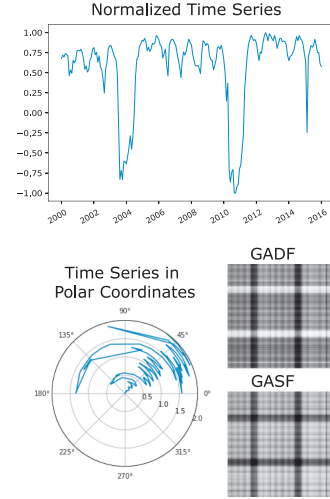 Normalized Time Series
1.00
0.75
0.50
0.25
0.00
−0.25
−0.50
−0.75
−1.00
2000 2002 2004 2006 2008 2010 2012 2014 2016
Time Series in
Polar Coordinates
90°
135° 45°
180° 0°
0.5 1.0 1.5 2.0
225° 315°
270°
GADF
GASF